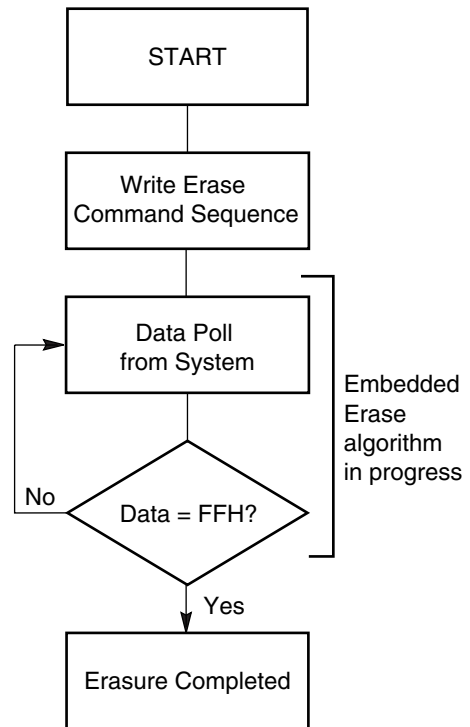 START
Write Erase
Command Sequence
Data Poll
from System
Embedded
Erase
algorithm
in progress
No
Data = FFH?
Yes
Erasure Completed